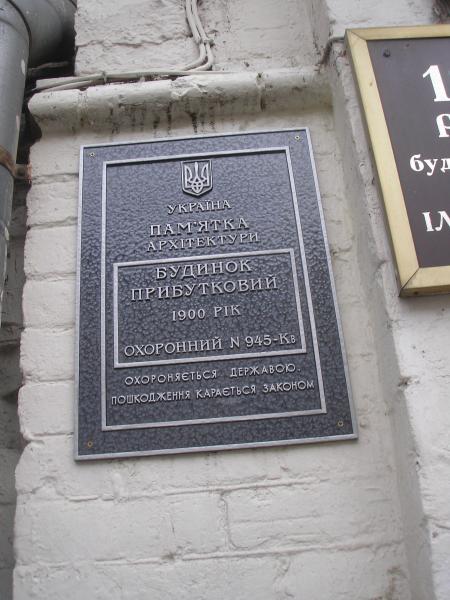 УКРАЇНА
ПАМ'ЯТКА
АРХІТЕКТУРИ
БУДИНОК
ПРИБУТКОВИЙ
1900 РІК
ОХОРОННИЙ N 945-Кв
ОХОРОНЯЄТЬСЯ ДЕРЖАВОЮ.
ПОШКОДЖЕННЯ КАРАЄТЬСЯ ЗАКОНОМ